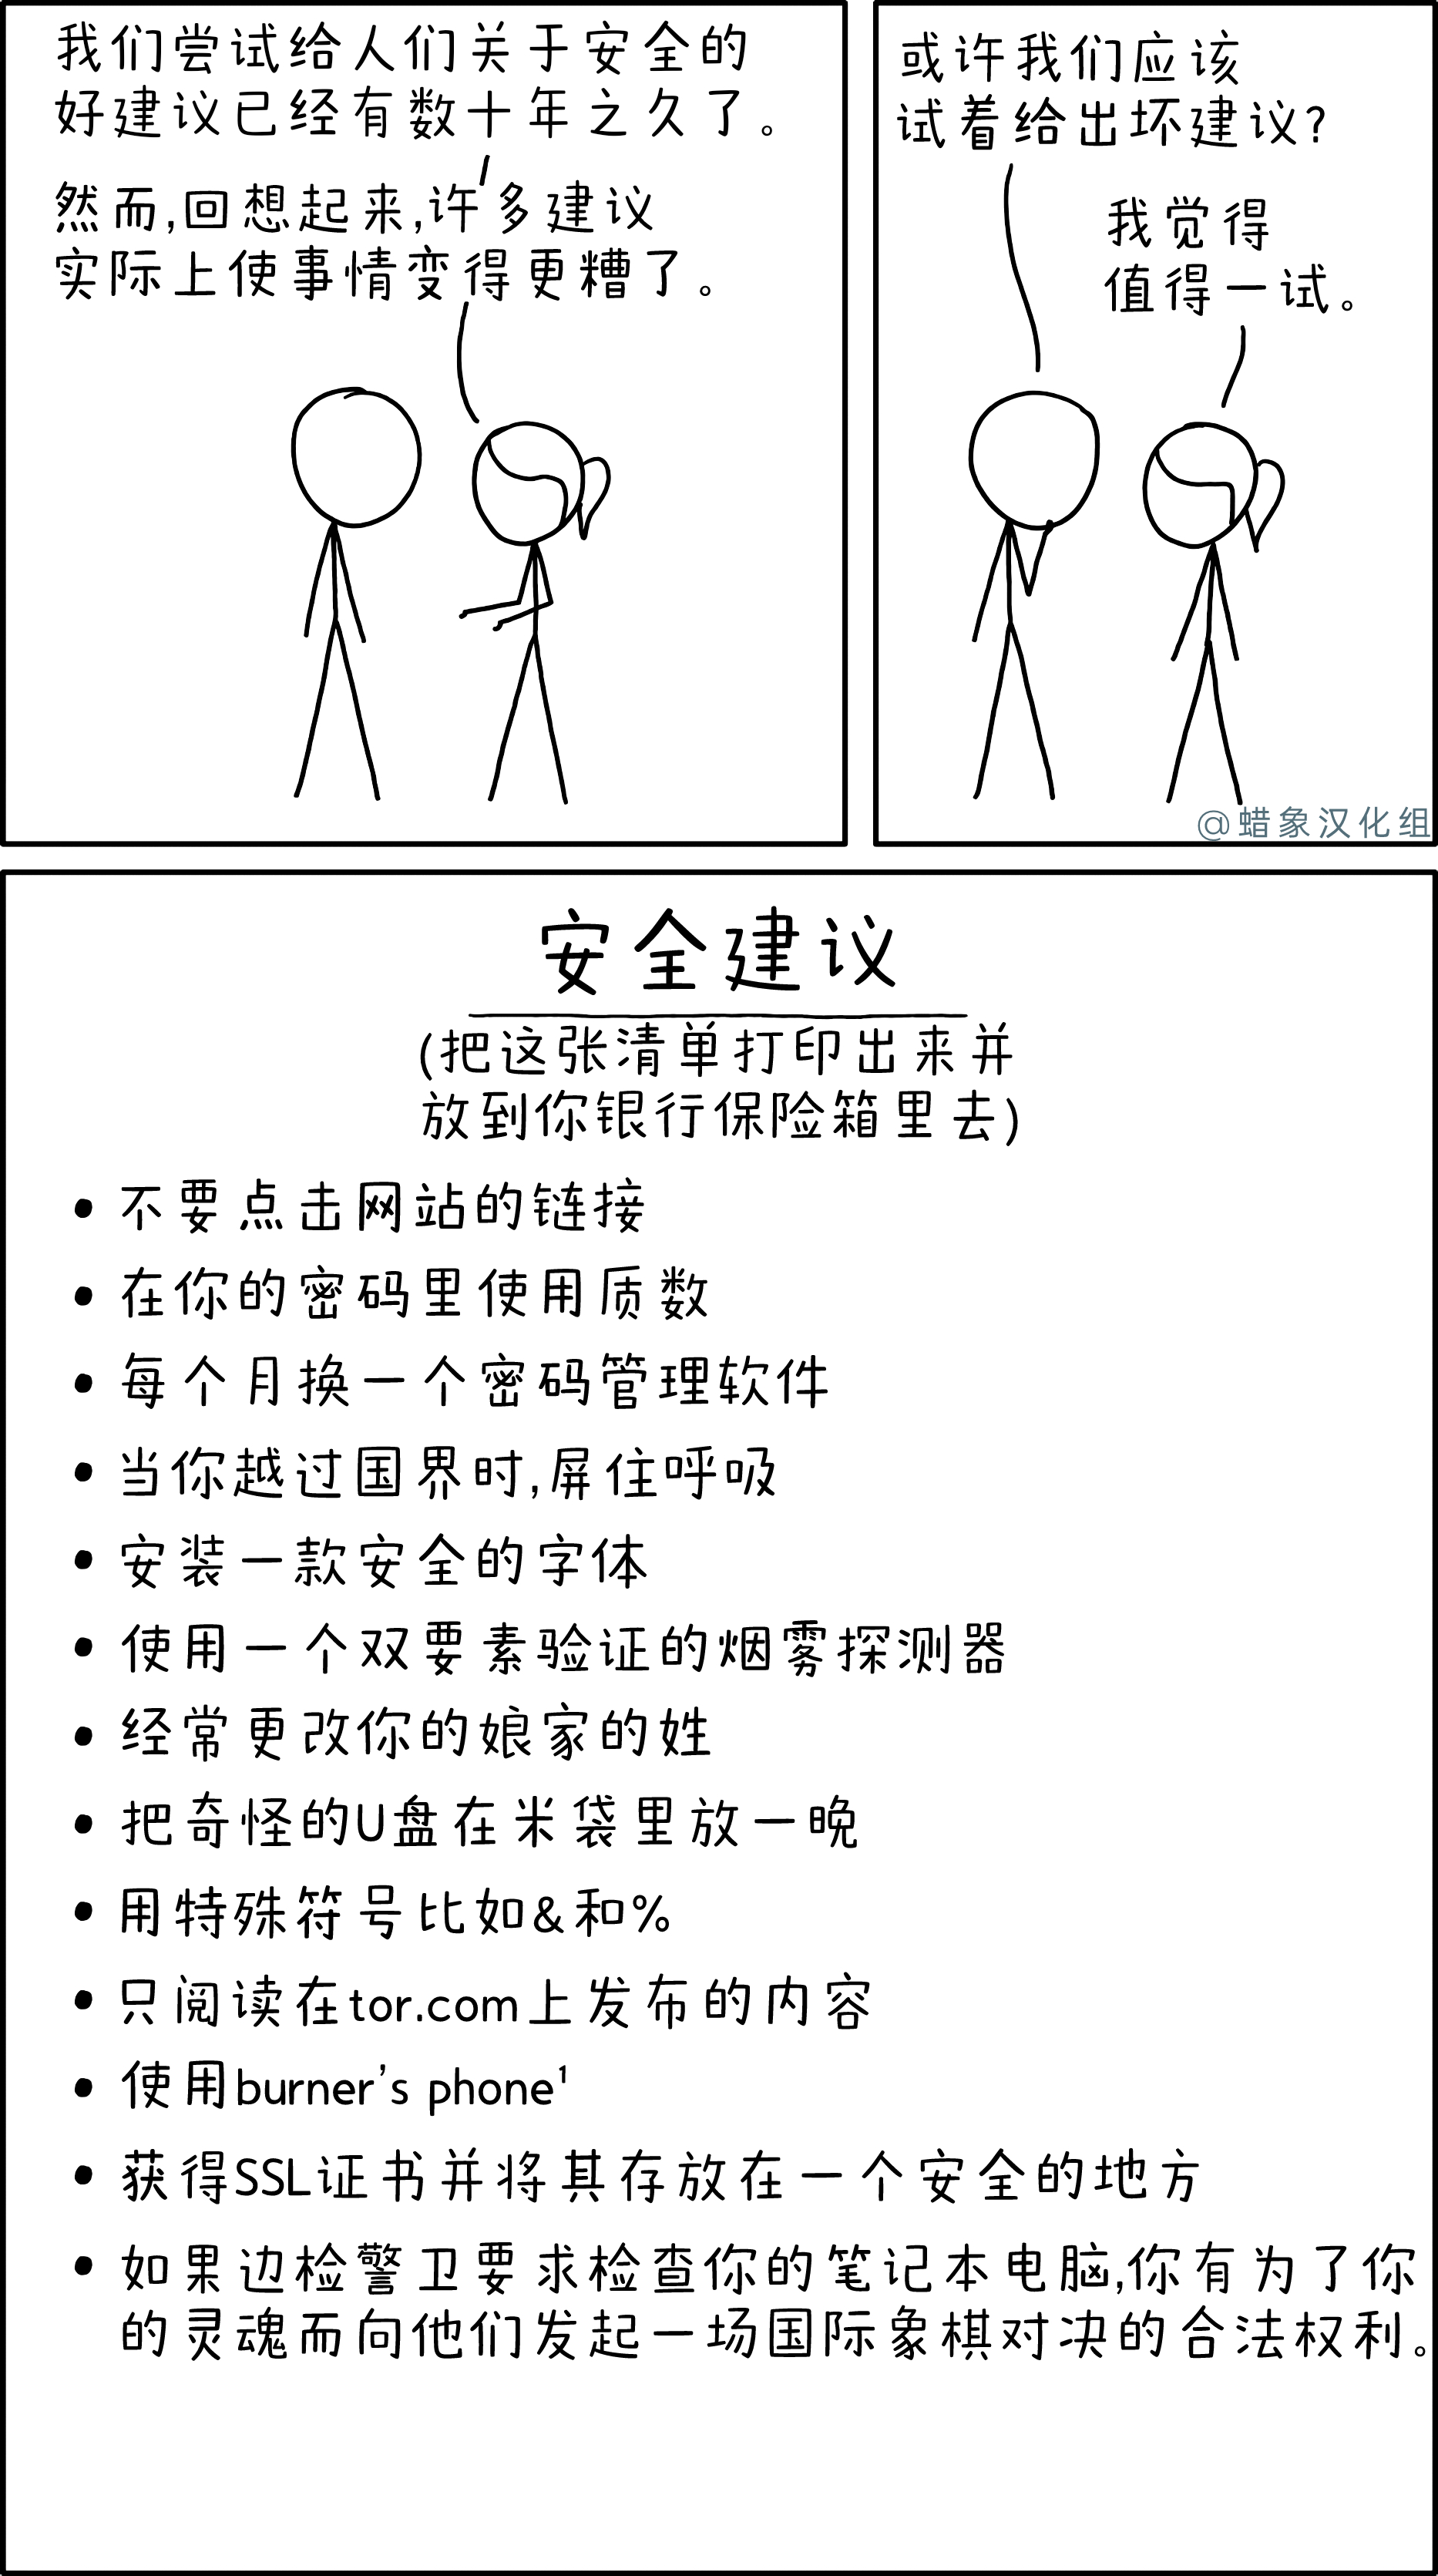 我们尝试给人们关于安全的
好建议已经有数十年之久了。
然而,回想起来,许多建议
实际上使事情变得更糟了。
或许我们应该
试着给出坏建议?
我觉得
值得一试。
@蜡象汉化组
安全建议
(把这张清单打印出来并
放到你银行保险箱里去)
• 不要点击网站的链接
• 在你的密码里使用质数
• 每个月换一个密码管理软件
• 当你越过国界时,屏住呼吸
• 安装一款安全的字体
• 使用一个双要素验证的烟雾探测器
• 经常更改你的娘家的姓
• 把奇怪的U盘在米袋里放一晚
• 用特殊符号比如&和%
• 只阅读在tor.com上发布的内容
• 使用burner's phone¹
• 获得SSL证书并将其存放在一个安全的地方
• 如果边检警卫要求检查你的笔记本电脑,你有为了你
的灵魂而向他们发起一场国际象棋对决的合法权利。